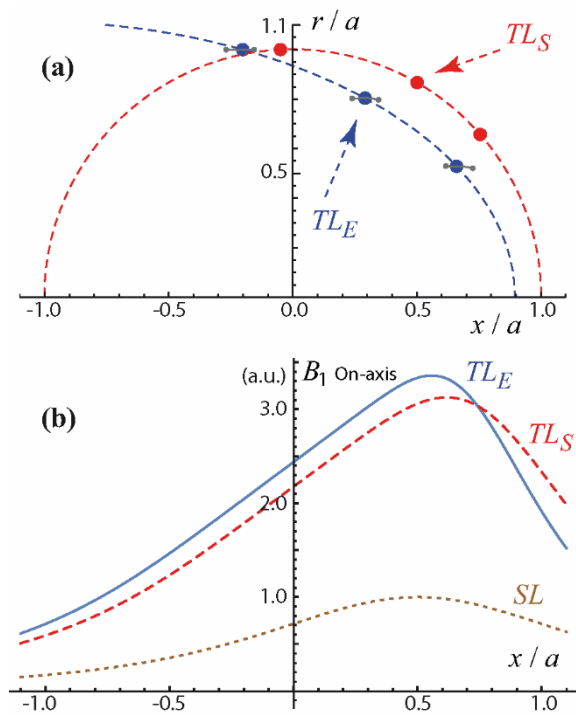 1.1
r / a
(a)
TL_S
0.5
TL_E
-1.0
-0.5
0.0
0.5
1.0
x / a
(a.u.)
B_1 On-axis
TL_E
(b)
3.0
TL_S
2.0
1.0
SL
x / a
-1.0
-0.5
0.5
1.0